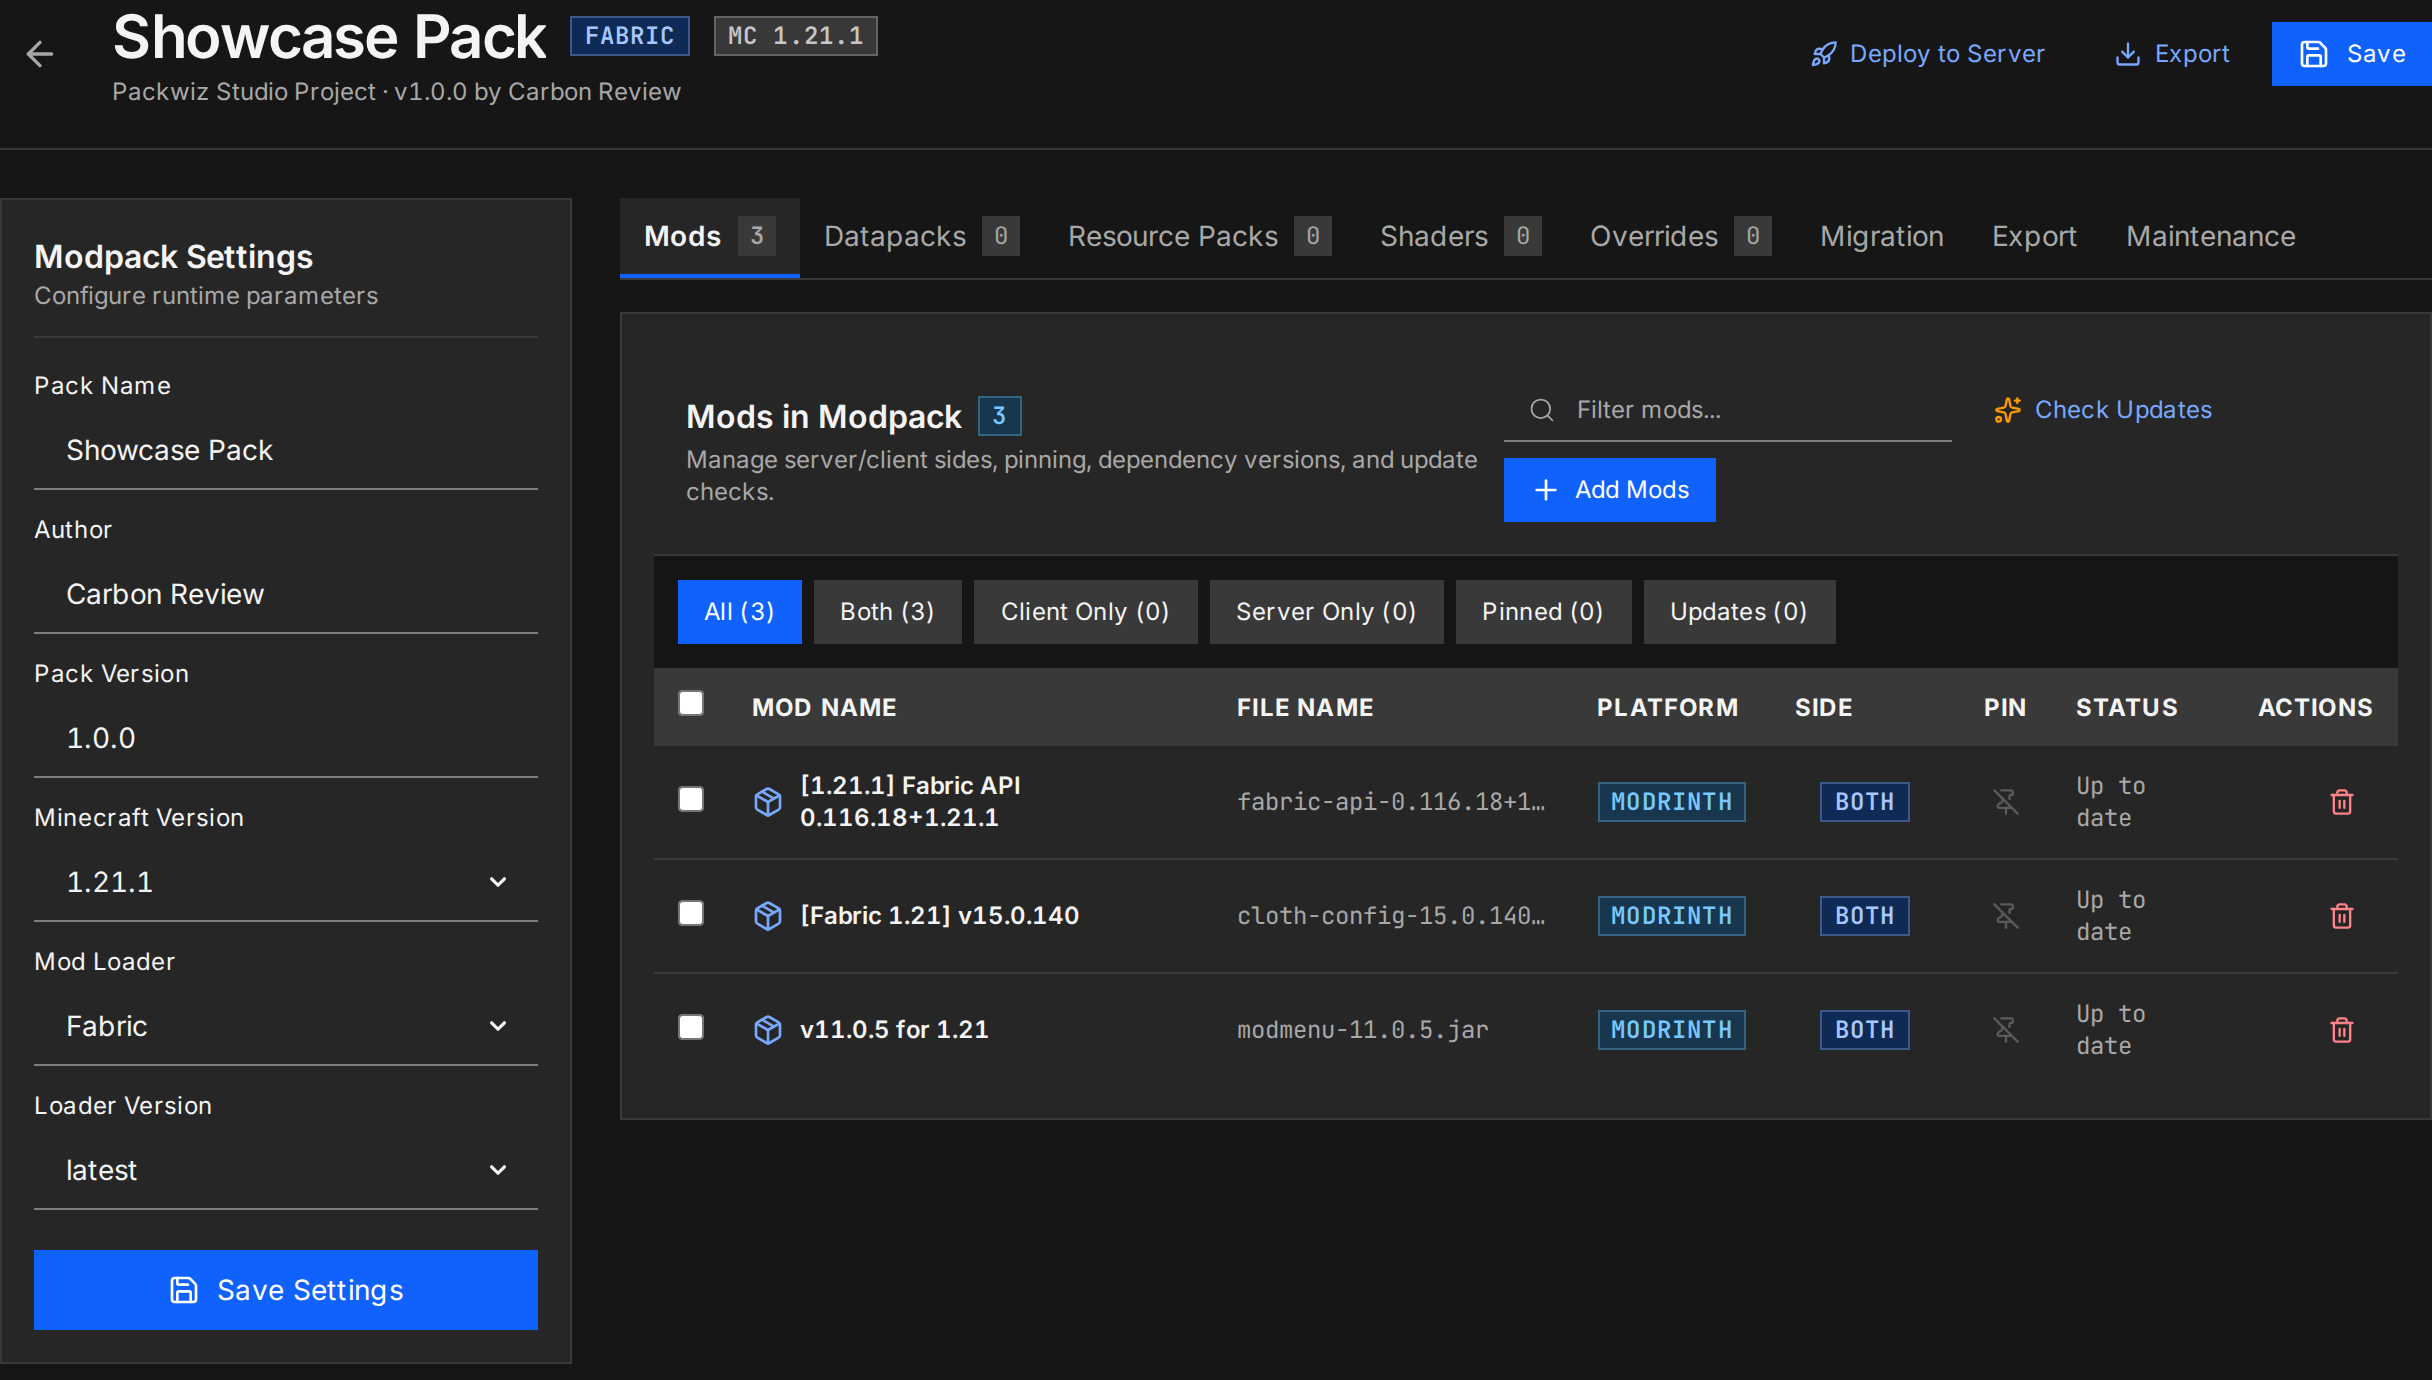 Showcase Pack FABRIC MC 1.21.1
Packwiz Studio Project · v1.0.0 by Carbon Review
Deploy to Server
Export
Save
Modpack Settings
Configure runtime parameters
Pack Name
Showcase Pack
Author
Carbon Review
Pack Version
1.0.0
Minecraft Version
1.21.1
Mod Loader
Fabric
Loader Version
latest
Save Settings
Mods 3 Datapacks 0 Resource Packs 0 Shaders 0 Overrides 0 Migration Export Maintenance
Mods in Modpack 3
Manage server/client sides, pinning, dependency versions, and update
checks.
Filter mods...
Check Updates
Add Mods
All (3) Both (3) Client Only (0) Server Only (0) Pinned (0) Updates (0)
MOD NAME FILE NAME PLATFORM SIDE PIN STATUS ACTIONS
[1.21.1] Fabric API
0.116.18+1.21.1
fabric-api-0.116.18+1…
MODRINTH
BOTH
Up to
date
[Fabric 1.21] v15.0.140
cloth-config-15.0.140…
MODRINTH
BOTH
Up to
date
v11.0.5 for 1.21
modmenu-11.0.5.jar
MODRINTH
BOTH
Up to
date